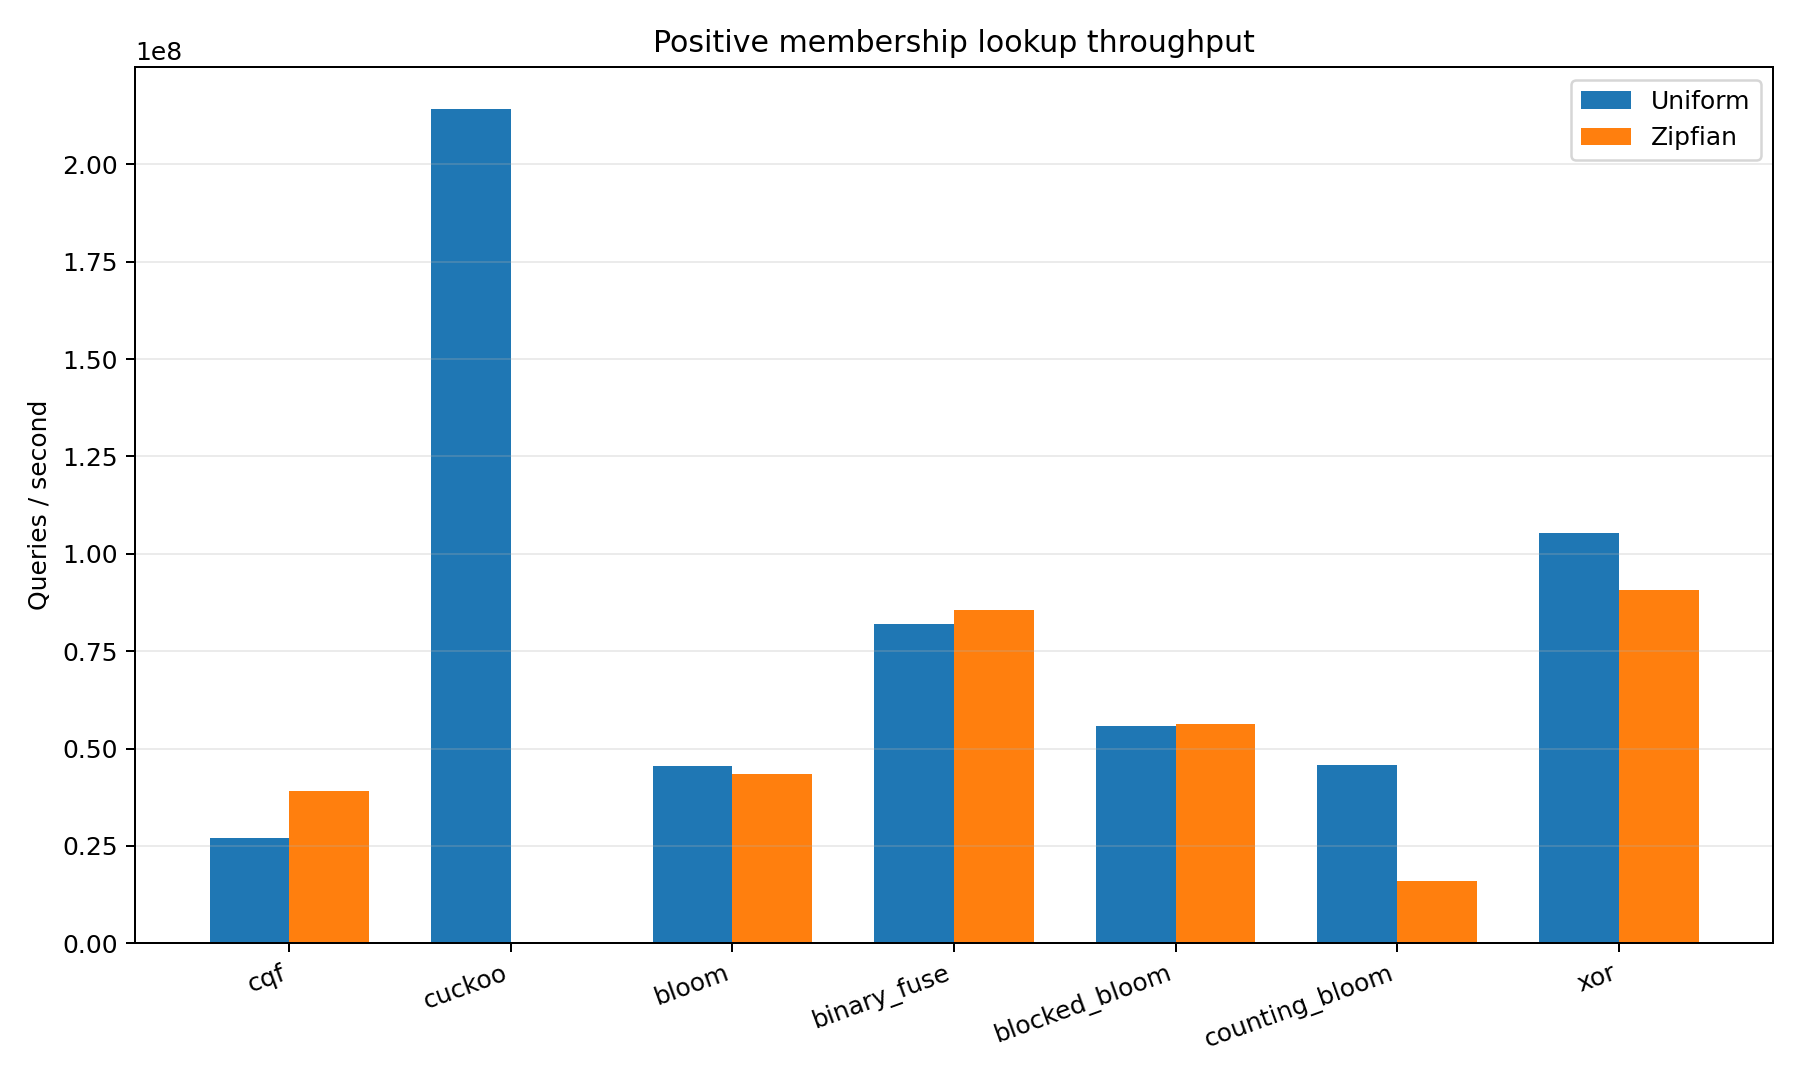 Positive membership lookup throughput
1e8
Uniform
Zipfian
2.00
1.75
1.50
1.25
1.00
0.75
0.50
0.25
0.00
Queries / second
cqf
cuckoo
bloom
binary_fuse
blocked_bloom
counting_bloom
xor